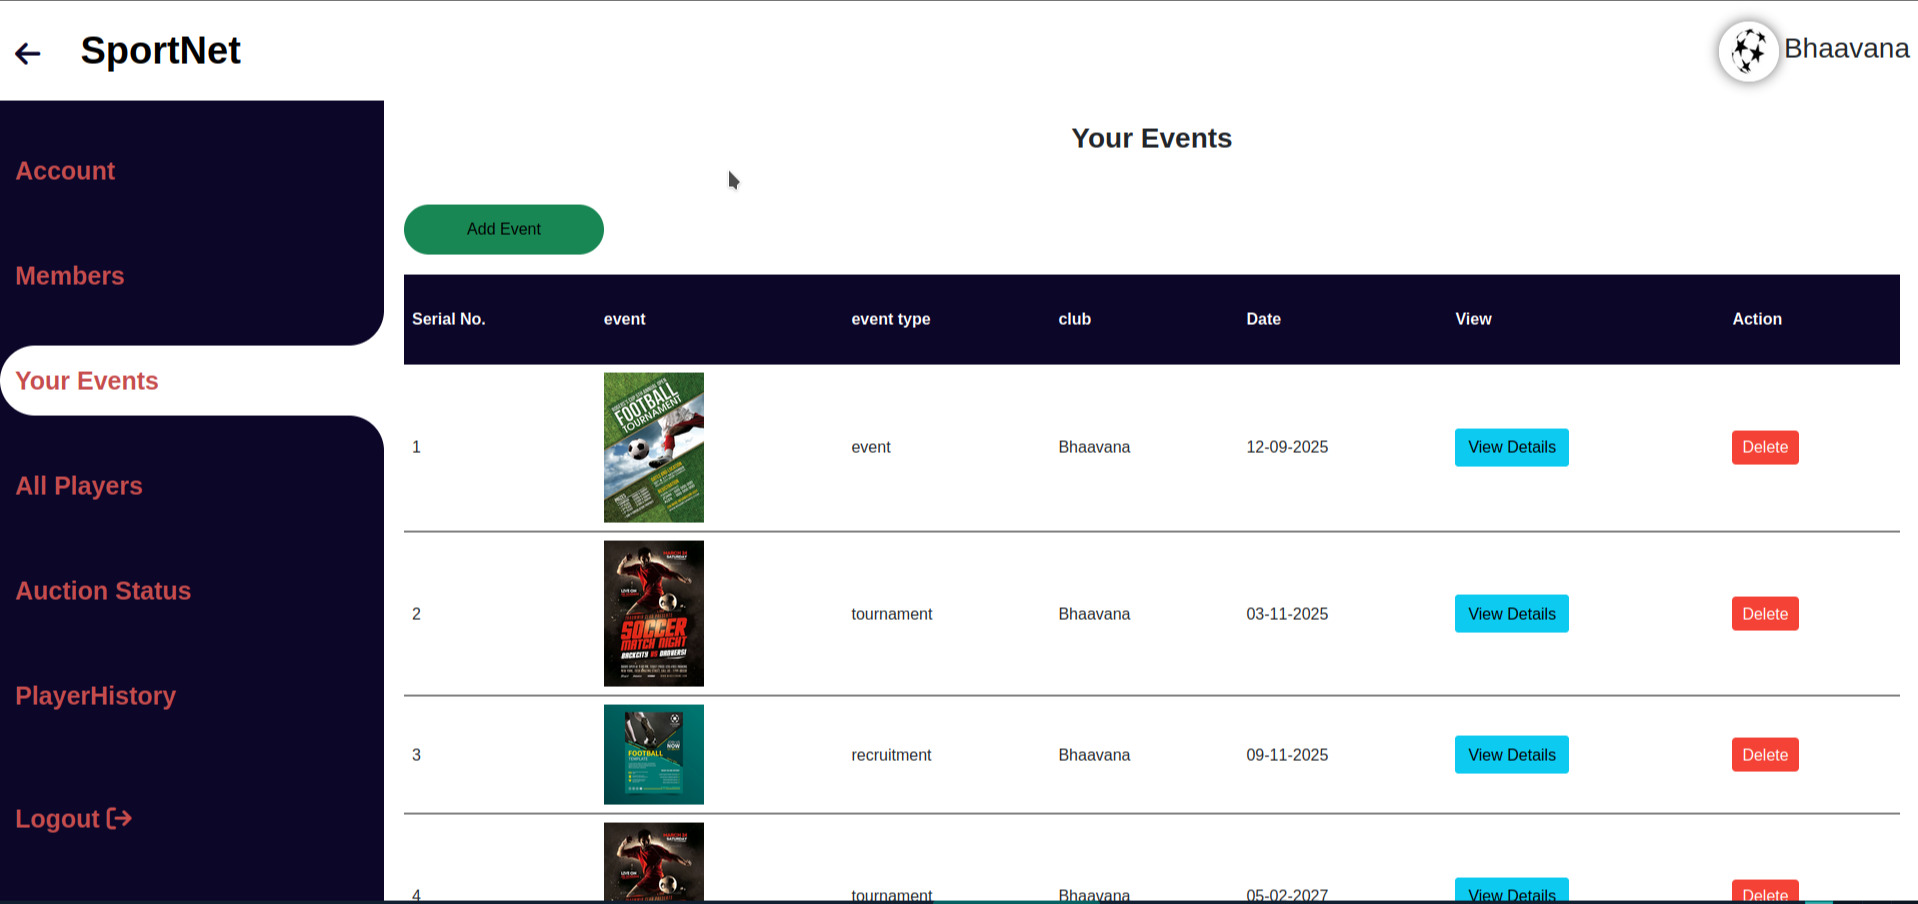 SportNet
Bhaavana
Account
Members
Your Events
All Players
Auction Status
PlayerHistory
Logout
Your Events
Add Event
Serial No. event event type club Date View Action
FOOTBALL
TOURNAMENT
1 event Bhaavana 12-09-2025 View Details Delete
SOCCER
MATCH NIGHT
2 tournament Bhaavana 03-11-2025 View Details Delete
NOW
FOOTBALL
TEMPLATE
3 recruitment Bhaavana 09-11-2025 View Details Delete
4 tournament Bhaavana 05-02-2027 View Details Delete